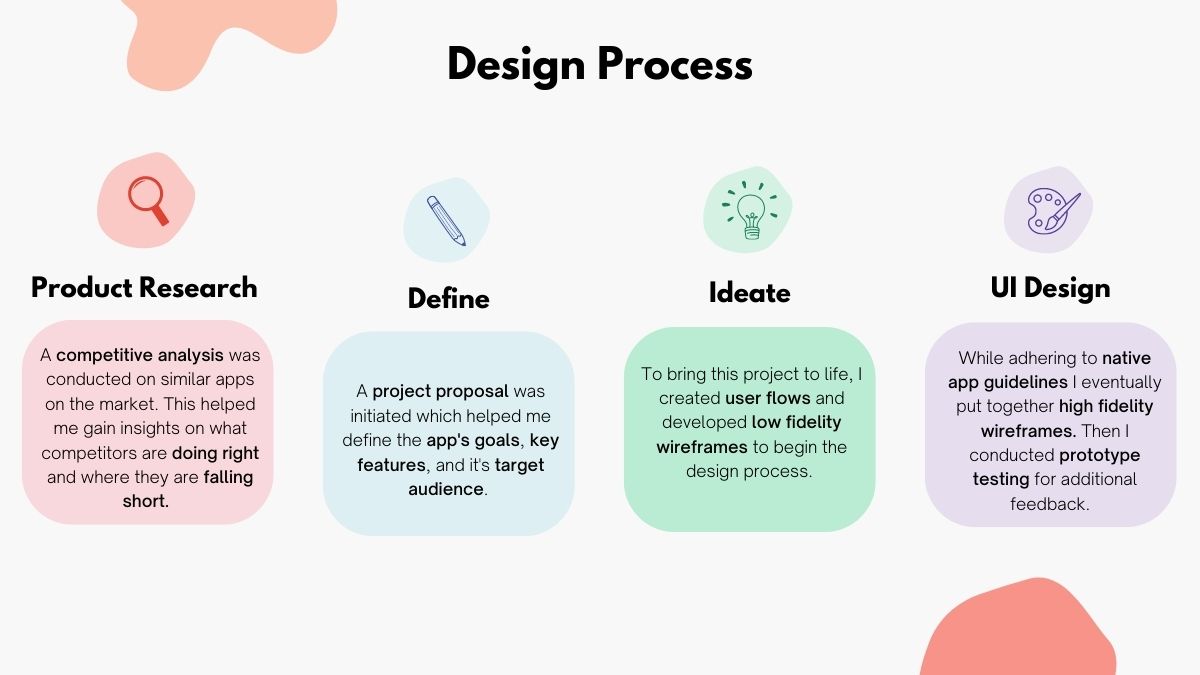 Design Process
Product Research
A competitive analysis was
conducted on similar apps
on the market. This helped
me gain insights on what
competitors are doing right
and where they are falling
short.
Define
A project proposal was
initiated which helped me
define the app's goals, key
features, and it's target
audience.
Ideate
To bring this project to life, I
created user flows and
developed low fidelity
wireframes to begin the
design process.
UI Design
While adhering to native
app guidelines I eventually
put together high fidelity
wireframes. Then I
conducted prototype
testing for additional
feedback.